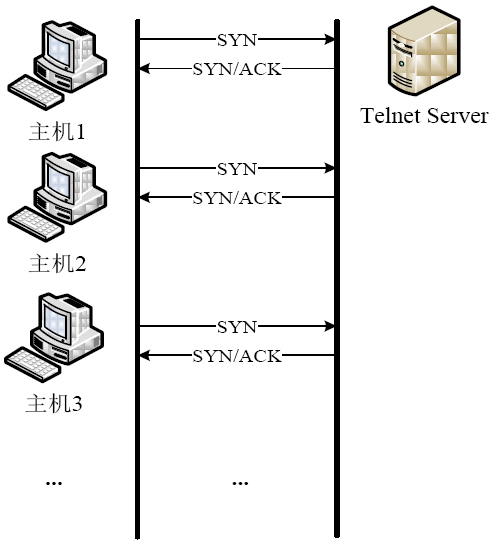 SYN
SYN/ACK
Telnet Server
主机1
SYN
SYN/ACK
主机2
SYN
SYN/ACK
主机3
... ...